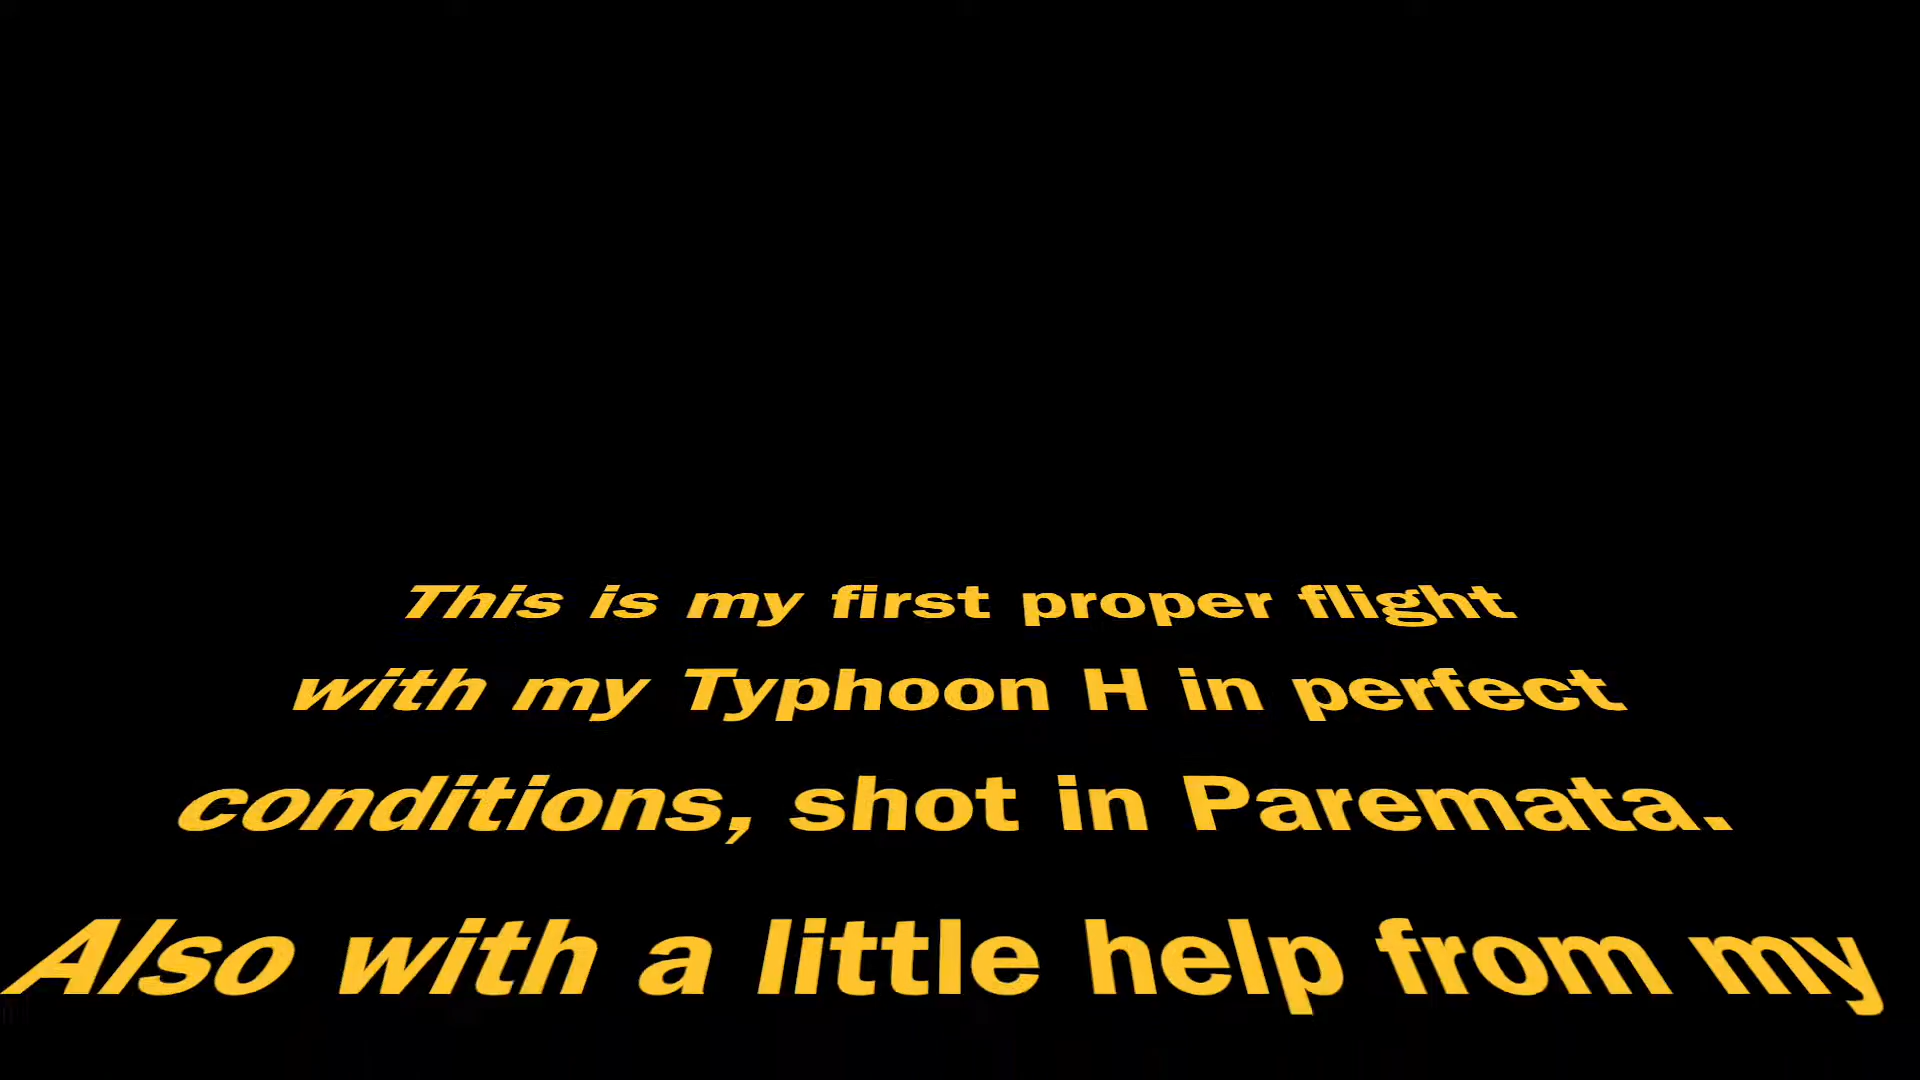 This is my first proper flight
with my Typhoon H in perfect
conditions, shot in Paremata.
Also with a little help from my